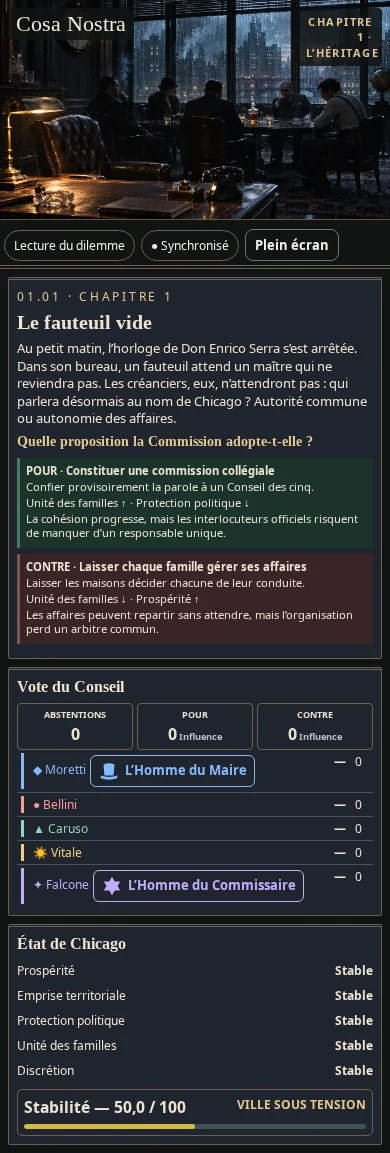 Cosa Nostra
CHAPITRE
1 ·
L'HÉRITAGE
Lecture du dilemme
● Synchronisé
Plein écran
01.01 · CHAPITRE 1
Le fauteuil vide
Au petit matin, l’horloge de Don Enrico Serra s’est arrêtée.
Dans son bureau, un fauteuil attend un maître qui ne
reviendra pas. Les créanciers, eux, n’attendront pas : qui
parlera désormais au nom de Chicago ? Autorité commune
ou autonomie des affaires.
Quelle proposition la Commission adopte-t-elle ?
POUR · Constituer une commission collégiale
Confier provisoirement la parole à un Conseil des cinq.
Unité des familles ↑ · Protection politique ↓
La cohésion progresse, mais les interlocuteurs officiels risquent
de manquer d’un responsable unique.
CONTRE · Laisser chaque famille gérer ses affaires
Laisser les maisons décider chacune de leur conduite.
Unité des familles ↓ · Prospérité ↑
Les affaires peuvent repartir sans attendre, mais l’organisation
perd un arbitre commun.
Vote du Conseil
ABSTENTIONS
0
POUR
0 Influence
CONTRE
0 Influence
◆ Moretti L’Homme du Maire — 0
● Bellini — 0
▲ Caruso — 0
☀ Vitale — 0
✦ Falcone L’Homme du Commissaire — 0
État de Chicago
Prospérité Stable
Emprise territoriale Stable
Protection politique Stable
Unité des familles Stable
Discrétion Stable
Stabilité — 50,0 / 100 VILLE SOUS TENSION